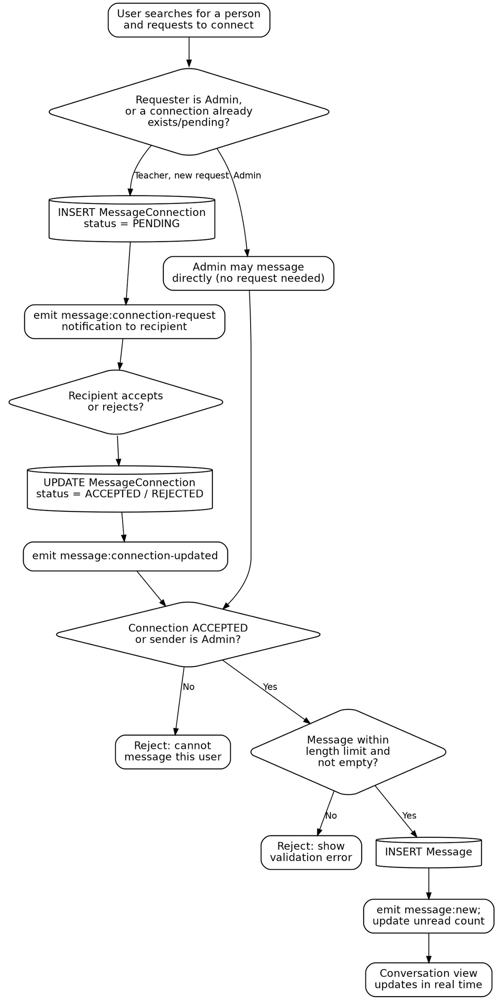 User searches for a person
and requests to connect
Requester is Admin,
or a connection already
exists/pending?
Teacher, new request
Admin
INSERT MessageConnection
status = PENDING
Admin may message
directly (no request needed)
emit message:connection-request
notification to recipient
Recipient accepts
or rejects?
UPDATE MessageConnection
status = ACCEPTED / REJECTED
emit message:connection-updated
Connection ACCEPTED
or sender is Admin?
No
Yes
Reject: cannot
message this user
Message within
length limit and
not empty?
No
Yes
Reject: show
validation error
INSERT Message
emit message:new;
update unread count
Conversation view
updates in real time